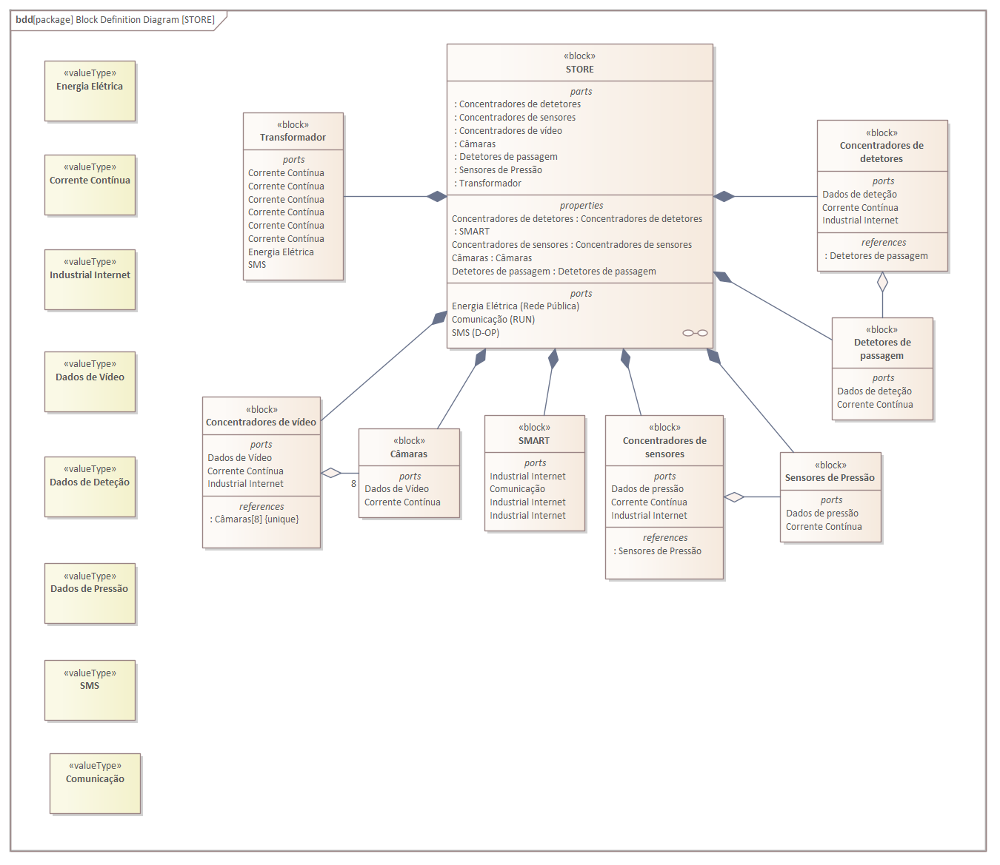 bdd[package] Block Definition Diagram [STORE]
«valueType»
Energia Elétrica
«valueType»
Corrente Contínua
«valueType»
Industrial Internet
«valueType»
Dados de Vídeo
«valueType»
Dados de Deteção
«valueType»
Dados de Pressão
«valueType»
SMS
«valueType»
Comunicação
«block»
Transformador
ports
Corrente Contínua
Corrente Contínua
Corrente Contínua
Corrente Contínua
Corrente Contínua
Corrente Contínua
Energia Elétrica
SMS
«block»
STORE
parts
: Concentradores de detetores
: Concentradores de sensores
: Concentradores de vídeo
: Câmaras
: Detetores de passagem
: Sensores de Pressão
: Transformador
properties
Concentradores de detetores : Concentradores de detetores
: SMART
Concentradores de sensores : Concentradores de sensores
Câmaras : Câmaras
Detetores de passagem : Detetores de passagem
ports
Energia Elétrica (Rede Pública)
Comunicação (RUN)
SMS (D-OP)
«block»
Concentradores de
detetores
ports
Dados de deteção
Corrente Contínua
Industrial Internet
references
: Detetores de passagem
«block»
Detetores de
passagem
ports
Dados de deteção
Corrente Contínua
«block»
Concentradores de vídeo
ports
Dados de Vídeo
Corrente Contínua
Industrial Internet
references
: Câmaras[8] {unique}
8
«block»
Câmaras
ports
Dados de Vídeo
Corrente Contínua
«block»
SMART
ports
Industrial Internet
Comunicação
Industrial Internet
Industrial Internet
«block»
Concentradores de
sensores
ports
Dados de pressão
Corrente Contínua
Industrial Internet
references
: Sensores de Pressão
«block»
Sensores de Pressão
ports
Dados de pressão
Corrente Contínua